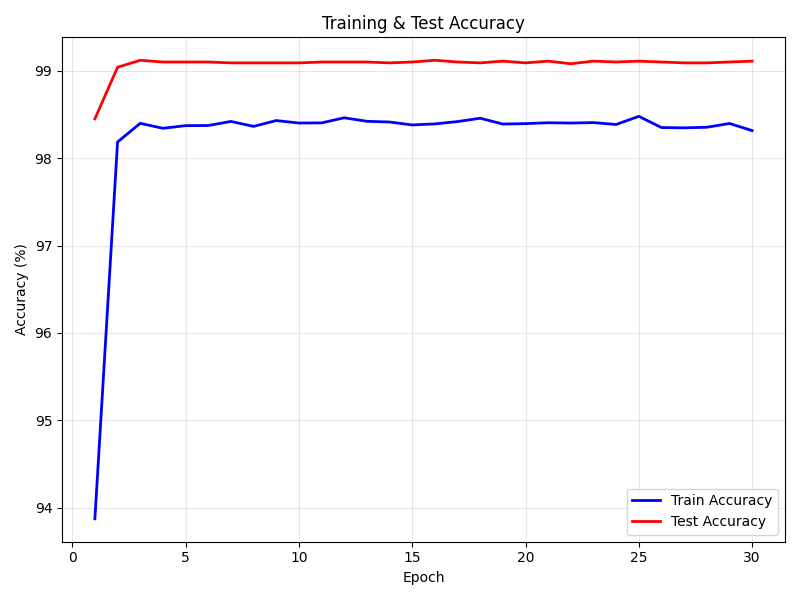 Training & Test Accuracy
Accuracy (%)
99
98
97
96
95
94
0 5 10 15 20 25 30
Epoch
Train Accuracy
Test Accuracy